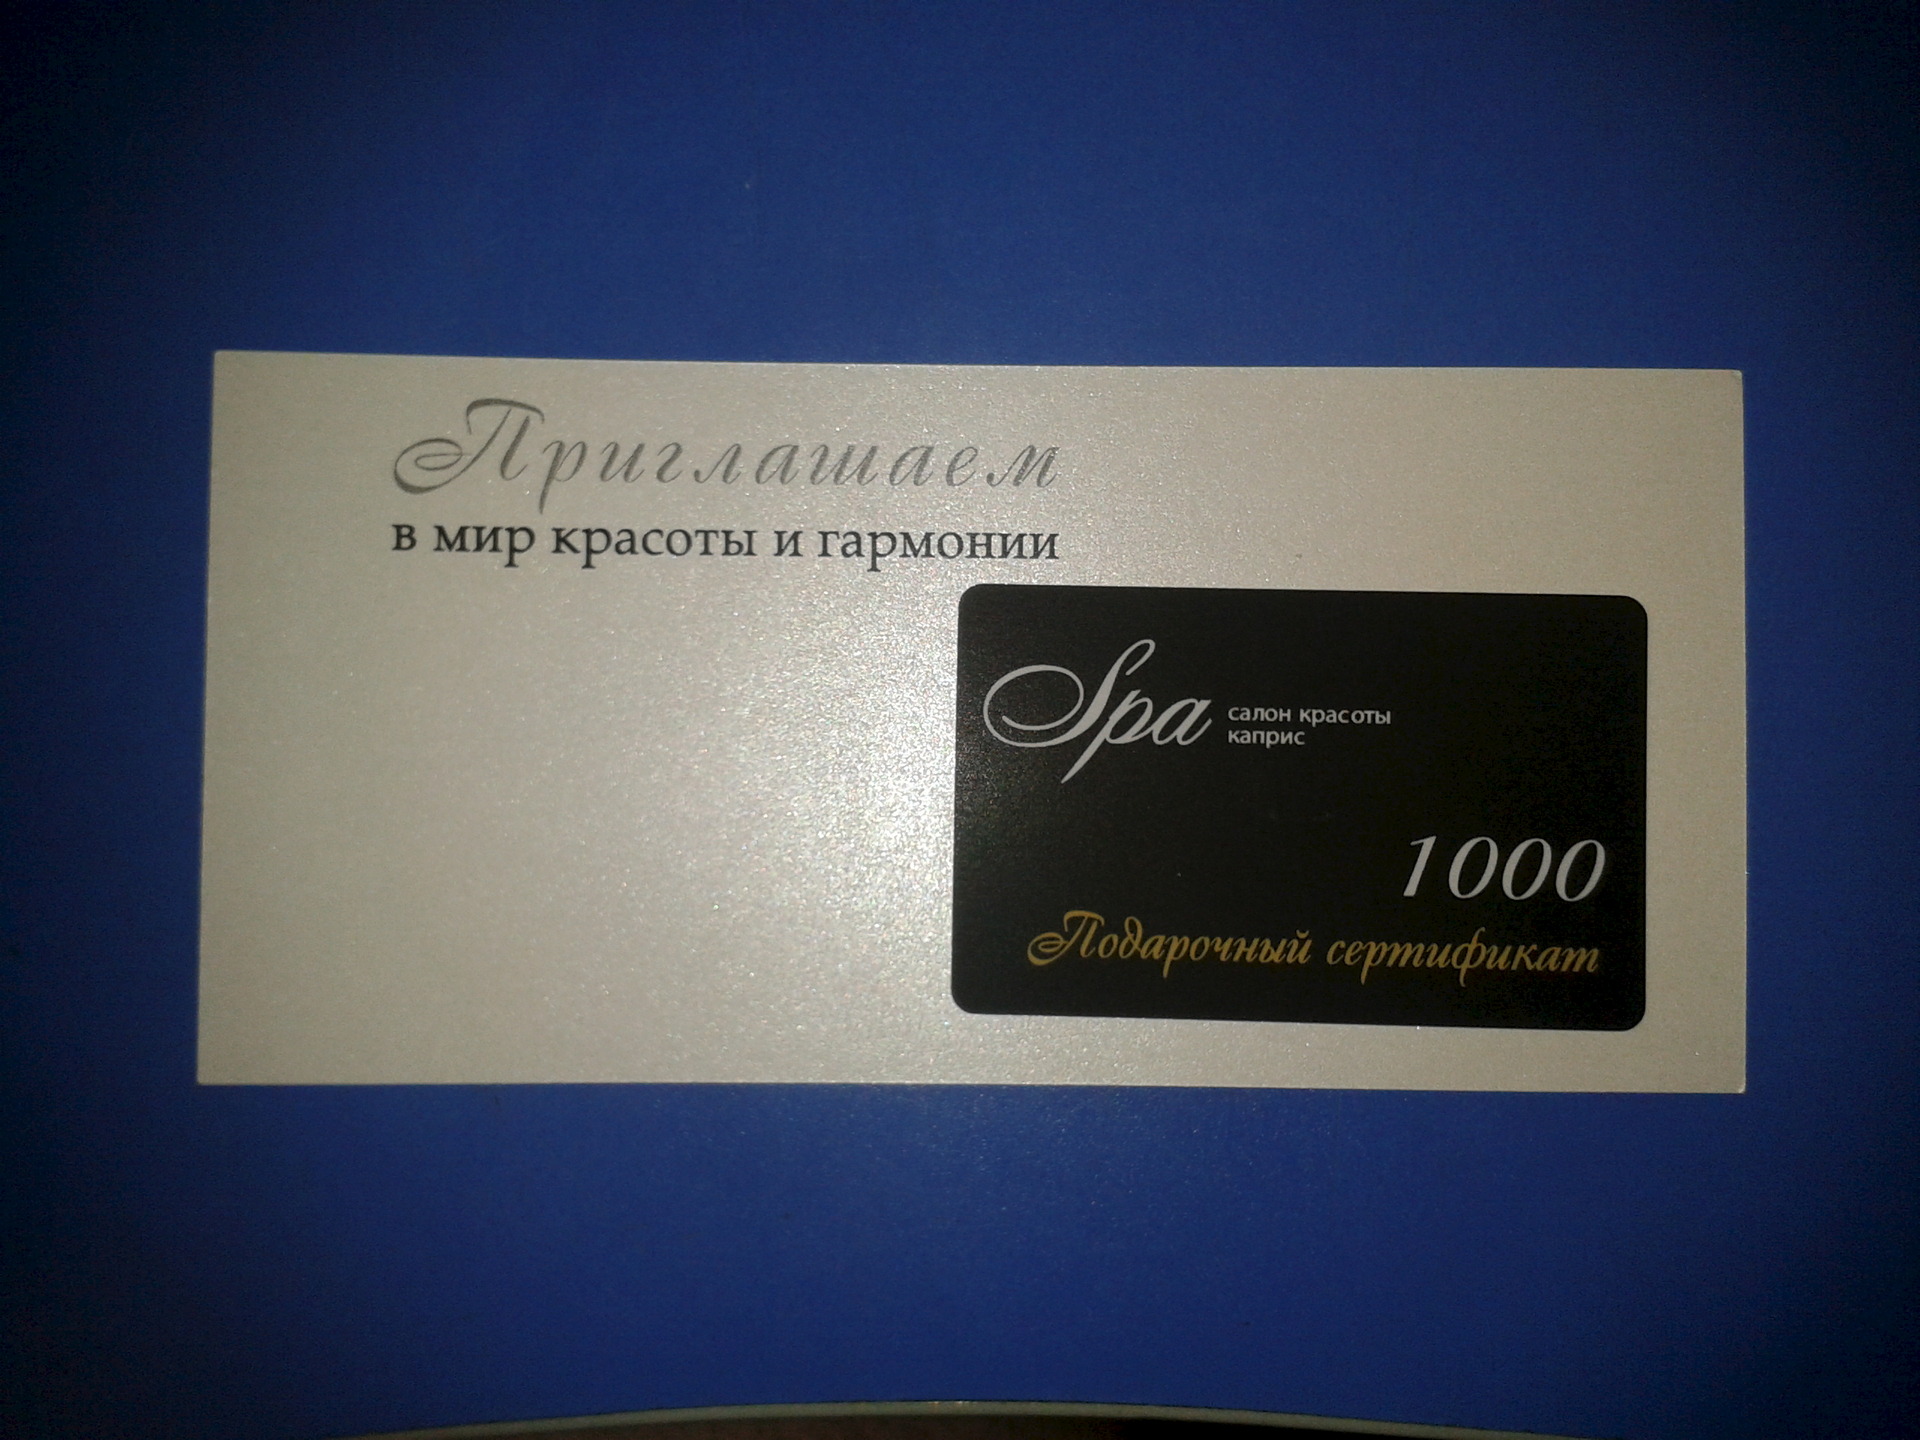 Приглашаем
в мир красоты и гармонии
Spa салон красоты
каприс
1000
Подарочный сертификат